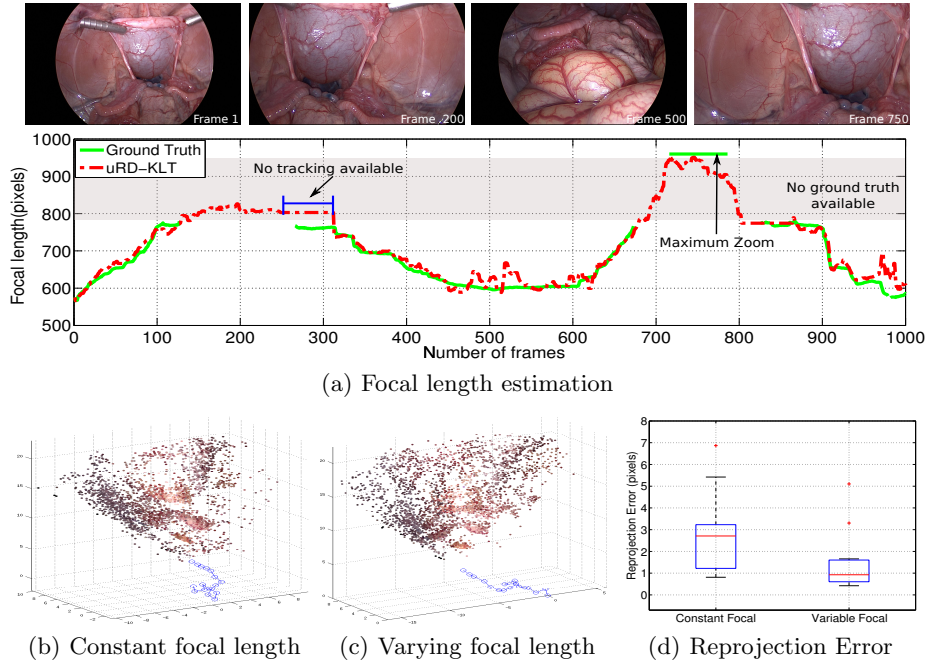 Frame 1
Frame 200
Frame 500
Frame 750
Focal length(pixels)
1000
900
800
700
600
500
Ground Truth
uRD-KLT
No tracking available
No ground truth
available
Maximum Zoom
0
100
200
300
400
500
600
700
800
900
1000
Number of frames
(a) Focal length estimation
Reprojection Error (pixels)
8
7
6
5
4
3
2
1
0
Constant Focal
Variable Focal
(b) Constant focal length
(c) Varying focal length
(d) Reprojection Error